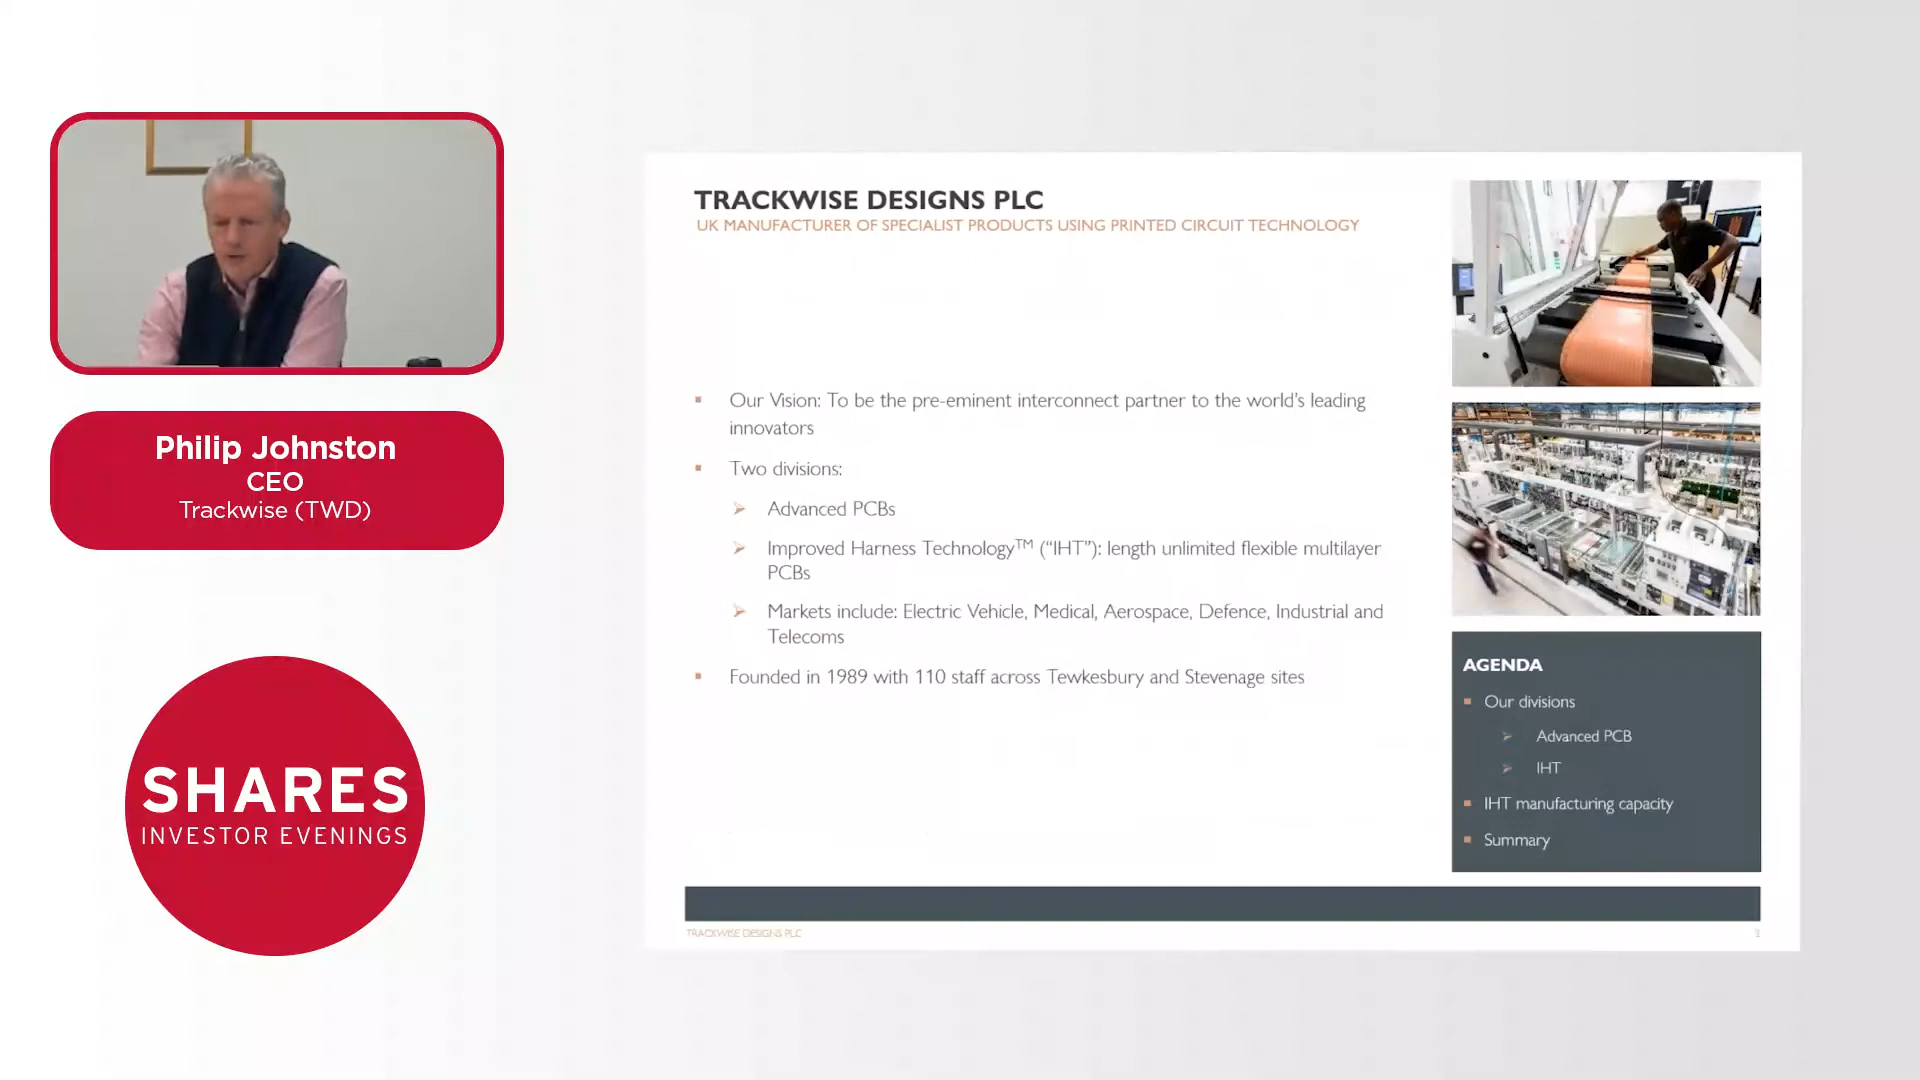 Philip Johnston
CEO
Trackwise (TWD)
SHARES
INVESTOR EVENINGS
TRACKWISE DESIGNS PLC
UK MANUFACTURER OF SPECIALIST PRODUCTS USING PRINTED CIRCUIT TECHNOLOGY
Our Vision: To be the pre-eminent interconnect partner to the world's leading
innovators
Two divisions:
Advanced PCBs
Improved Harness Technology™ (“IHT”): length unlimited flexible multilayer
PCBs
Markets include: Electric Vehicle, Medical, Aerospace, Defence, Industrial and
Telecoms
Founded in 1989 with 110 staff across Tewkesbury and Stevenage sites
AGENDA
Our divisions
Advanced PCB
IHT
IHT manufacturing capacity
Summary
TRACKWISE DESIGNS PLC